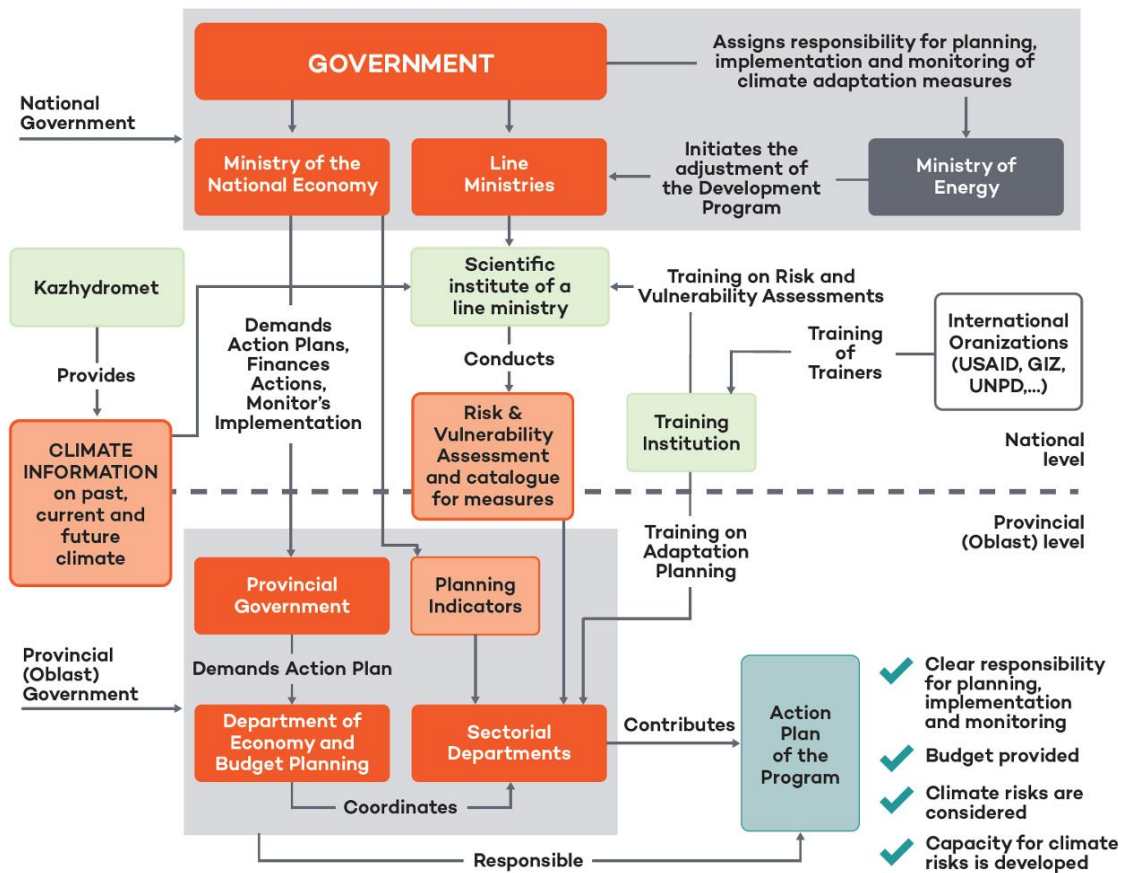 GOVERNMENT
Assigns responsibility for planning,
implementation and monitoring of
climate adaptation measures
National
Government
Ministry of the
National Economy
Line
Ministries
Initiates the
adjustment of
the Development
Program
Ministry of
Energy
Kazhydromet
Scientific
institute of a
line ministry
Training on Risk and
Vulnerability Assessments
International
Oranizations
(USAID, GIZ,
UNPD,...)
Demands
Action Plans,
Finances
Actions,
Monitor's
Implementation
Training
of
Trainers
Provides
Conducts
CLIMATE
INFORMATION
on past,
current and
future
climate
Risk &
Vulnerability
Assessment
and catalogue
for measures
Training
Institution
National
level
Provincial
(Oblast) level
Training on
Adaptation
Planning
Provincial
Government
Planning
Indicators
Provincial
(Oblast)
Government
Demands Action Plan
Department of
Economy and
Budget Planning
Sectorial
Departments
Contributes
Action
Plan
of the
Program
Clear responsibility
for planning,
implementation
and monitoring
Budget provided
Climate risks are
considered
Capacity for climate
risks is developed
Coordinates
Responsible